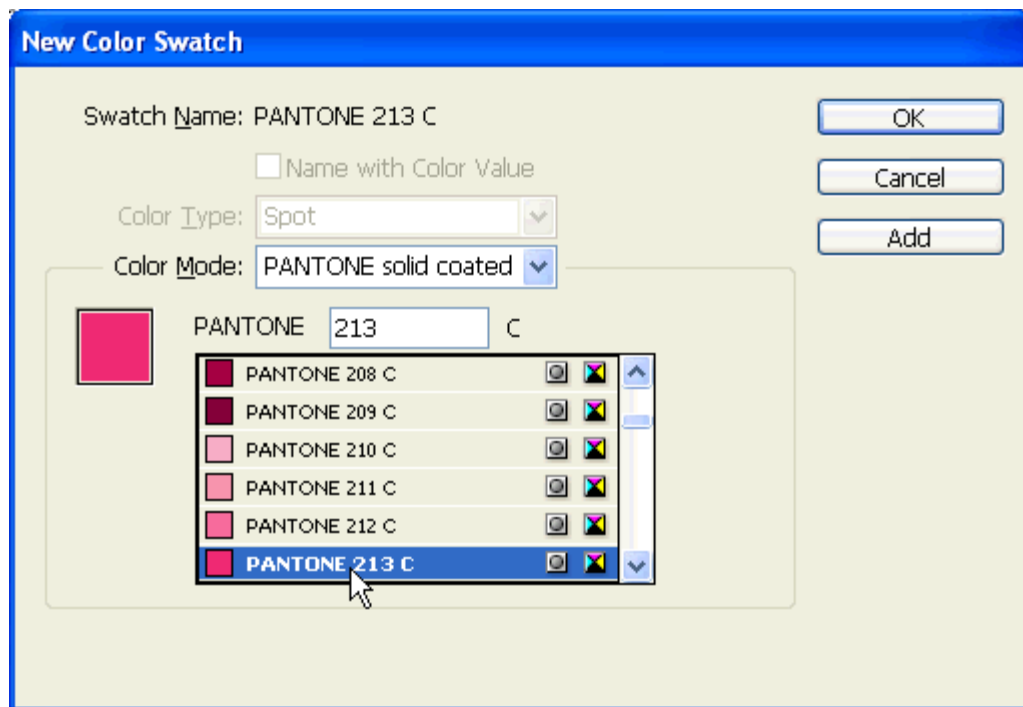 New Color Swatch
Swatch Name: PANTONE 213 C
OK
Name with Color Value
Cancel
Color Type: Spot
Add
Color Mode: PANTONE solid coated
PANTONE 213 C
PANTONE 208 C
PANTONE 209 C
PANTONE 210 C
PANTONE 211 C
PANTONE 212 C
PANTONE 213 C